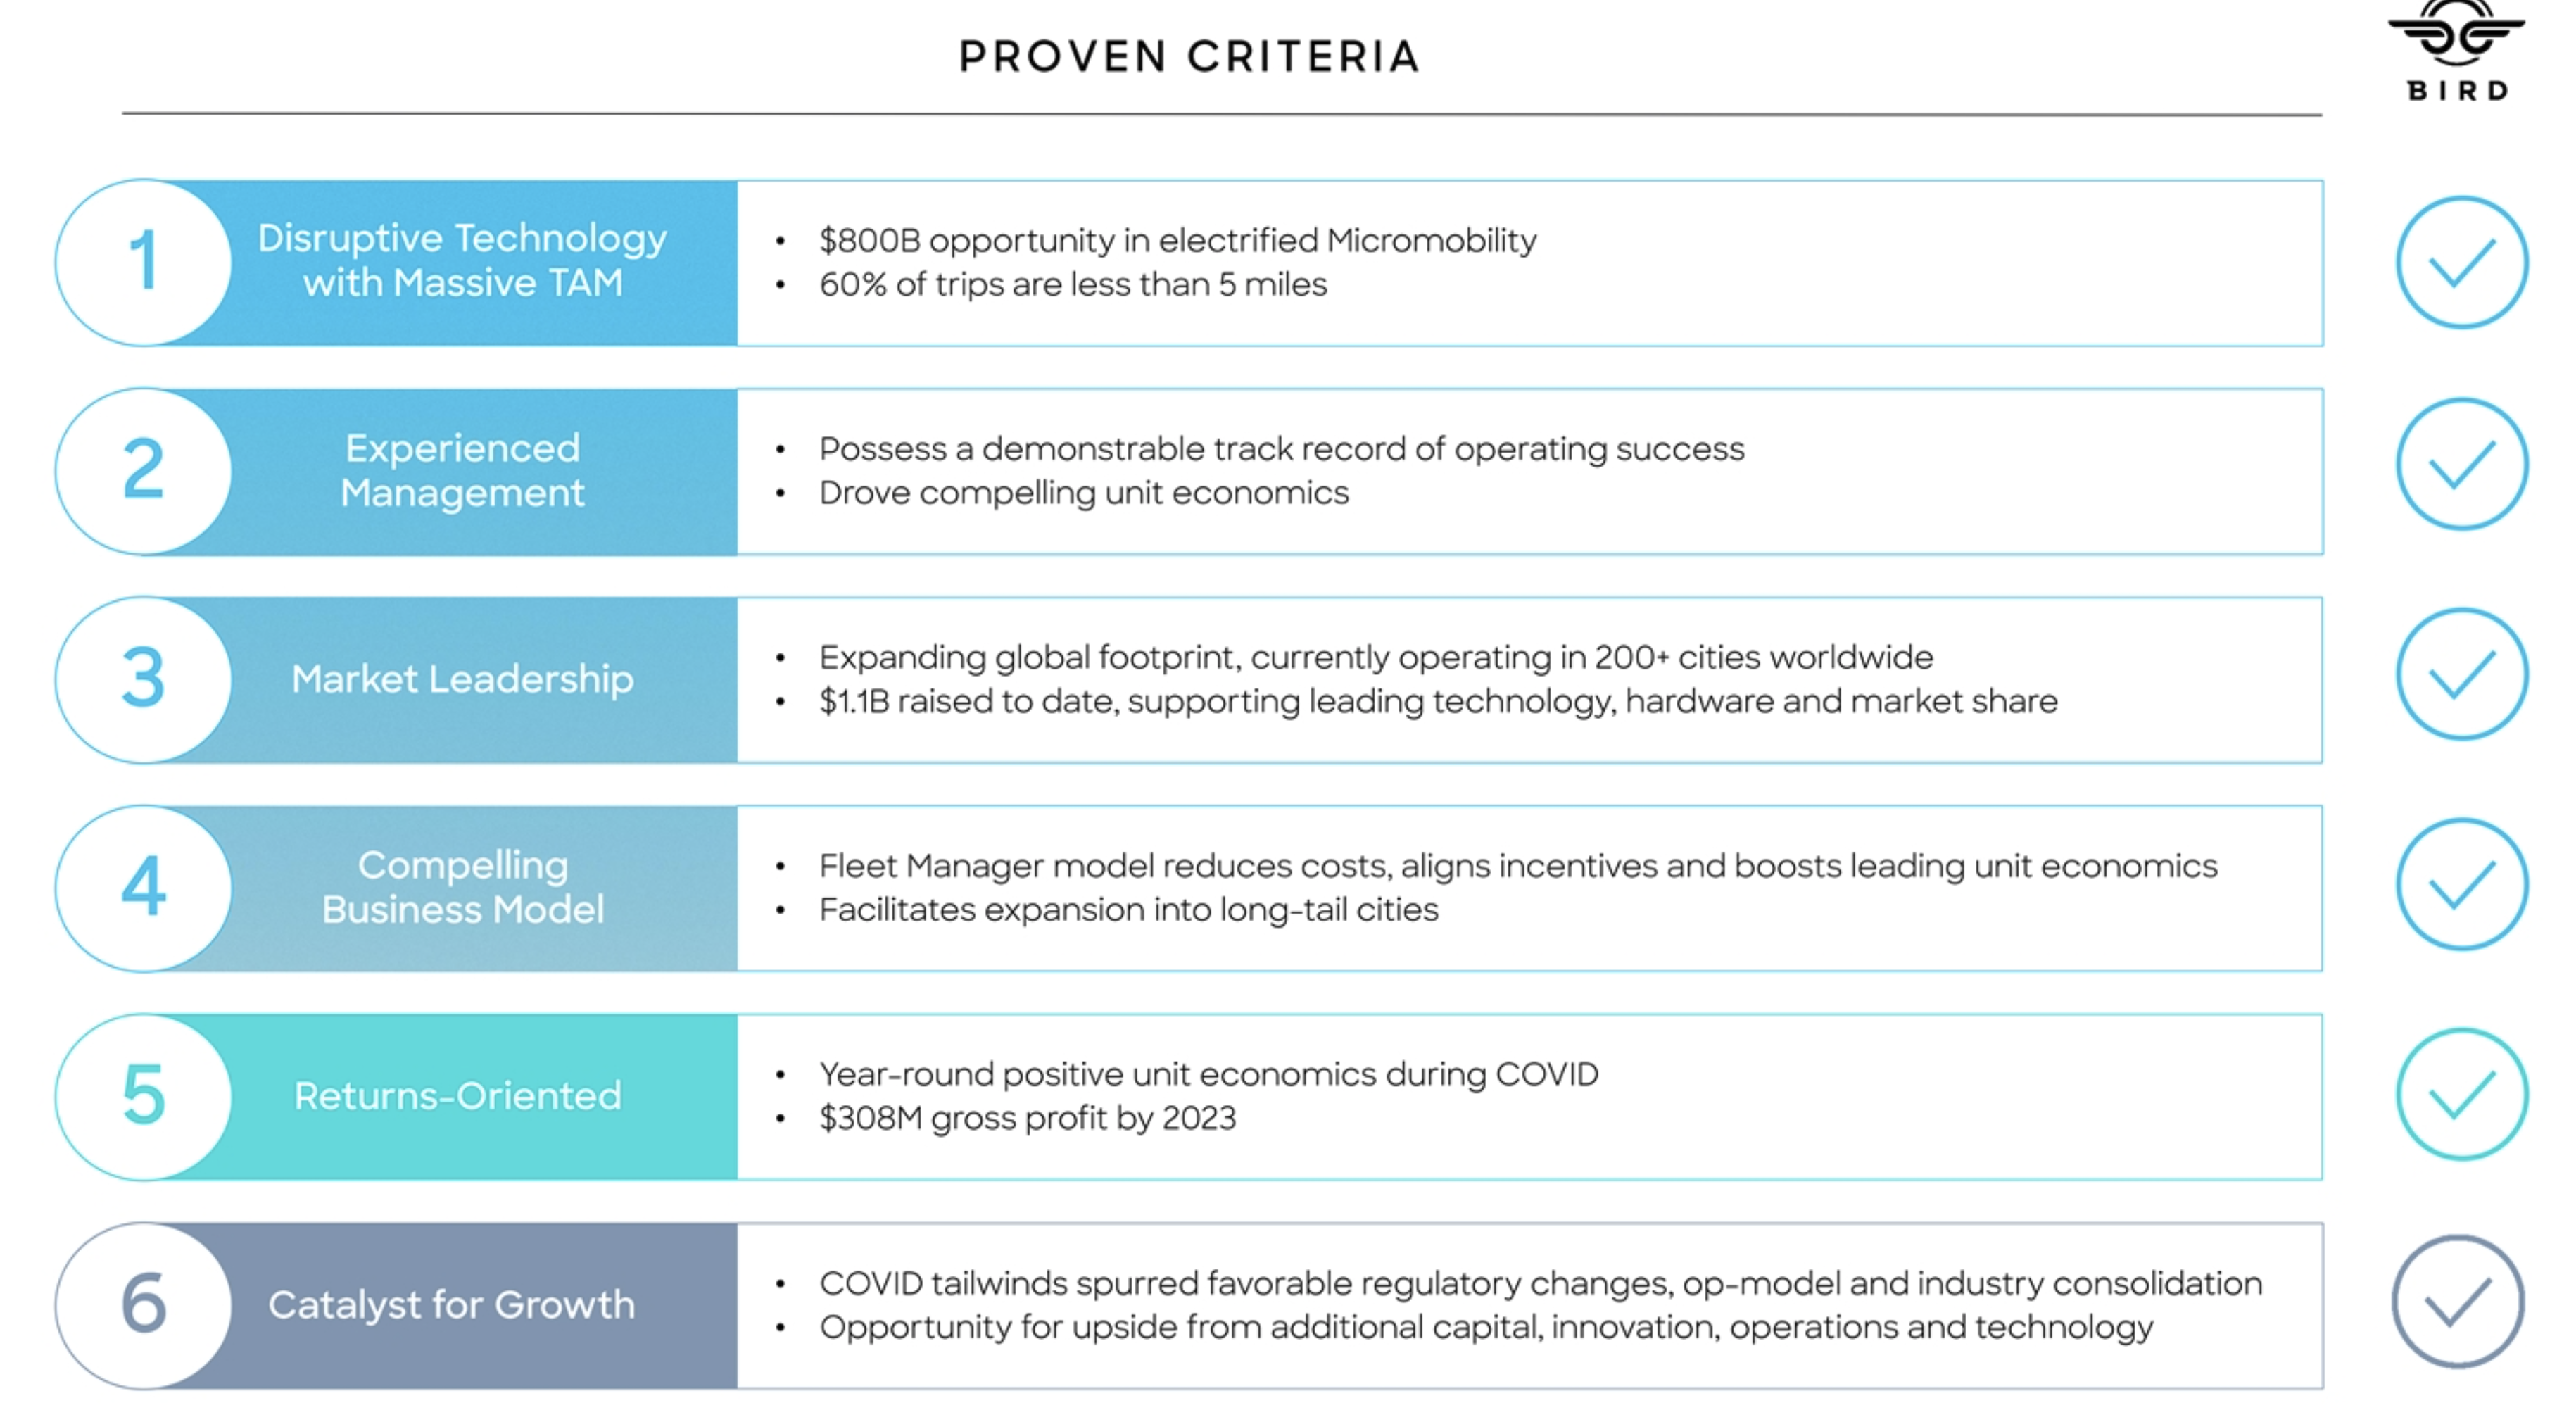 PROVEN CRITERIA
BIRD
1
Disruptive Technology
with Massive TAM
• $800B opportunity in electrified Micromobility
• 60% of trips are less than 5 miles
2
Experienced
Management
• Possess a demonstrable track record of operating success
• Drove compelling unit economics
3
Market Leadership
• Expanding global footprint, currently operating in 200+ cities worldwide
• $1.1B raised to date, supporting leading technology, hardware and market share
4
Compelling
Business Model
• Fleet Manager model reduces costs, aligns incentives and boosts leading unit economics
• Facilitates expansion into long-tail cities
5
Returns-Oriented
• Year-round positive unit economics during COVID
• $308M gross profit by 2023
6
Catalyst for Growth
• COVID tailwinds spurred favorable regulatory changes, op-model and industry consolidation
• Opportunity for upside from additional capital, innovation, operations and technology